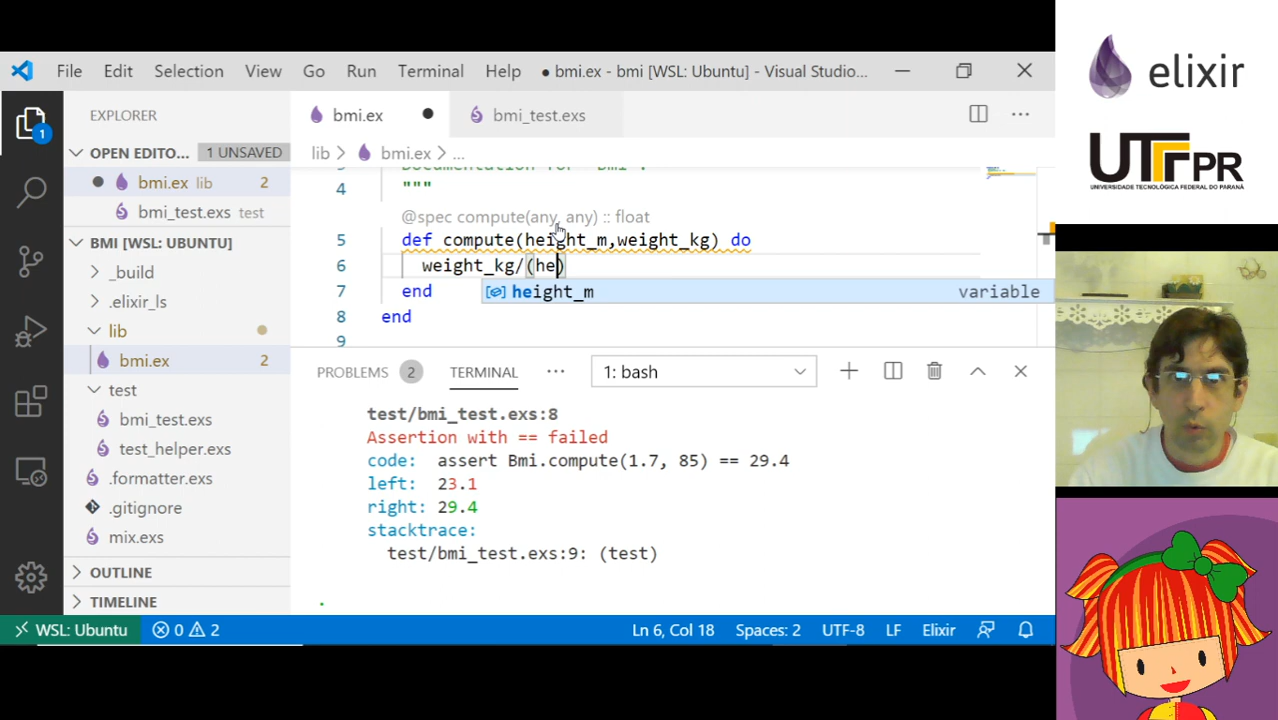 File Edit Selection View Go Run Terminal Help ● bmi.ex - bmi [WSL: Ubuntu] - Visual Studio...
EXPLORER
OPEN EDITO... 1 UNSAVED
bmi.ex lib 2
bmi_test.exs test
BMI [WSL: UBUNTU]
_build
.elixir_ls
lib
bmi.ex 2
test
bmi_test.exs
test_helper.exs
.formatter.exs
.gitignore
mix.exs
OUTLINE
TIMELINE
1
bmi.ex bmi_test.exs
lib > bmi.ex > ...
4 """
@spec compute(any, any) :: float
5 def compute(height_m,weight_kg) do
6 weight_kg/(he)
7 end
height_m variable
8 end
9
PROBLEMS 2 TERMINAL ... 1: bash
test/bmi_test.exs:8
Assertion with == failed
code: assert Bmi.compute(1.7, 85) == 29.4
left: 23.1
right: 29.4
stacktrace:
test/bmi_test.exs:9: (test)
.
WSL: Ubuntu 0 2 Ln 6, Col 18 Spaces: 2 UTF-8 LF Elixir
elixir
UTFPR
UNIVERSIDADE TECNOLÓGICA FEDERAL DO PARANÁ